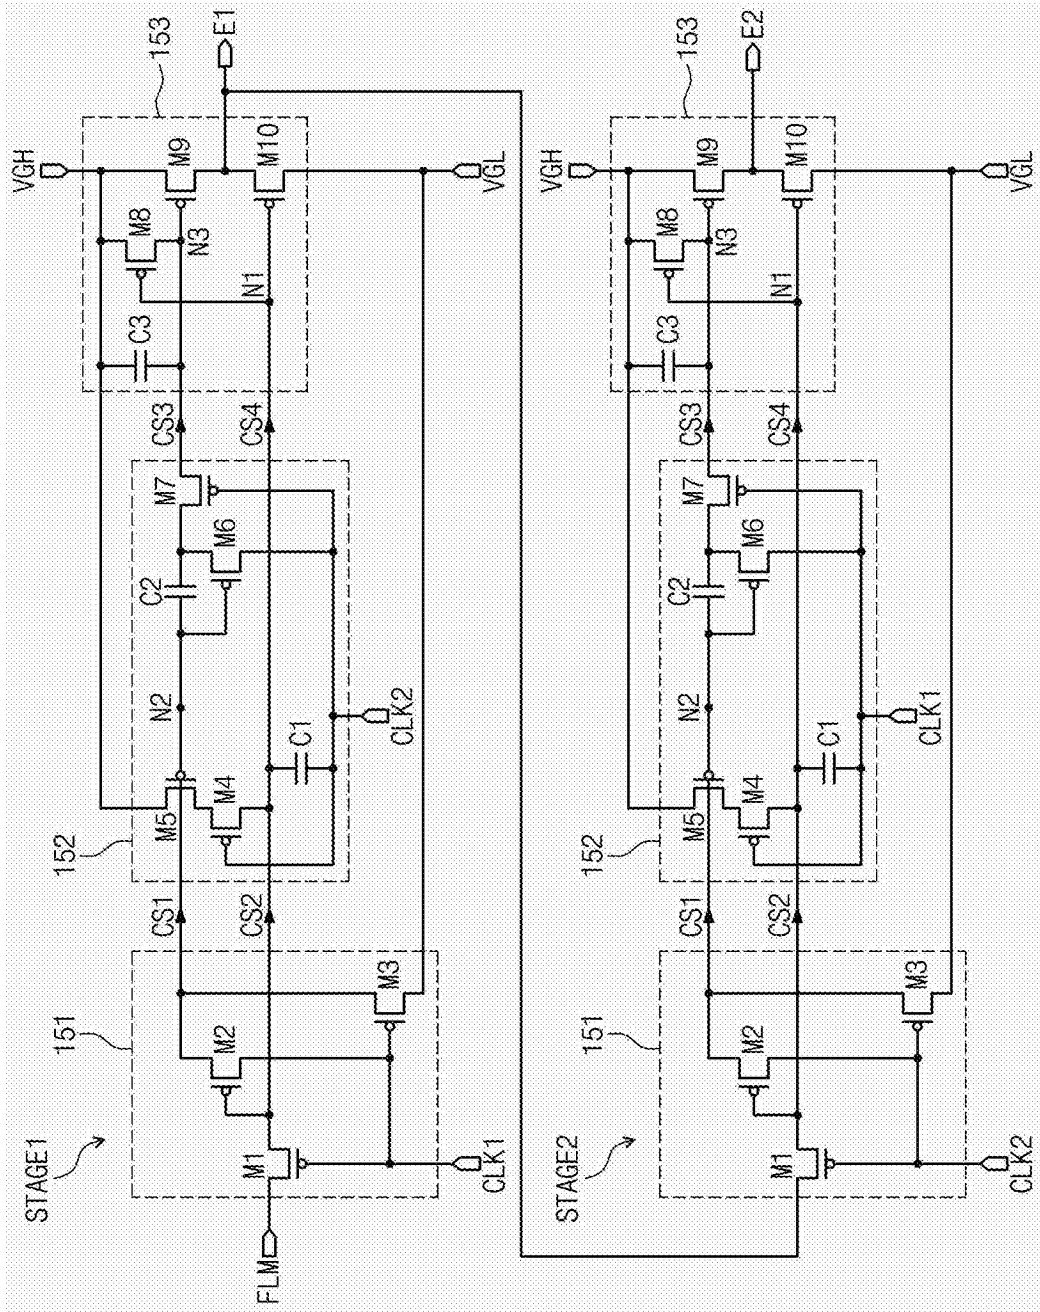 STAGE1
FLM
151
M1
M2
M3
CLK1
CS1
CS2
152
M5
M4
N2
C1
CLK2
C2
M6
M7
CS3
CS4
153
C3
M8
N3
N1
M9
M10
VGH
VGL
E1
STAGE2
151
M1
M2
M3
CLK2
CS1
CS2
152
M5
M4
N2
C1
CLK1
C2
M6
M7
CS3
CS4
153
C3
M8
N3
N1
M9
M10
VGH
VGL
E2